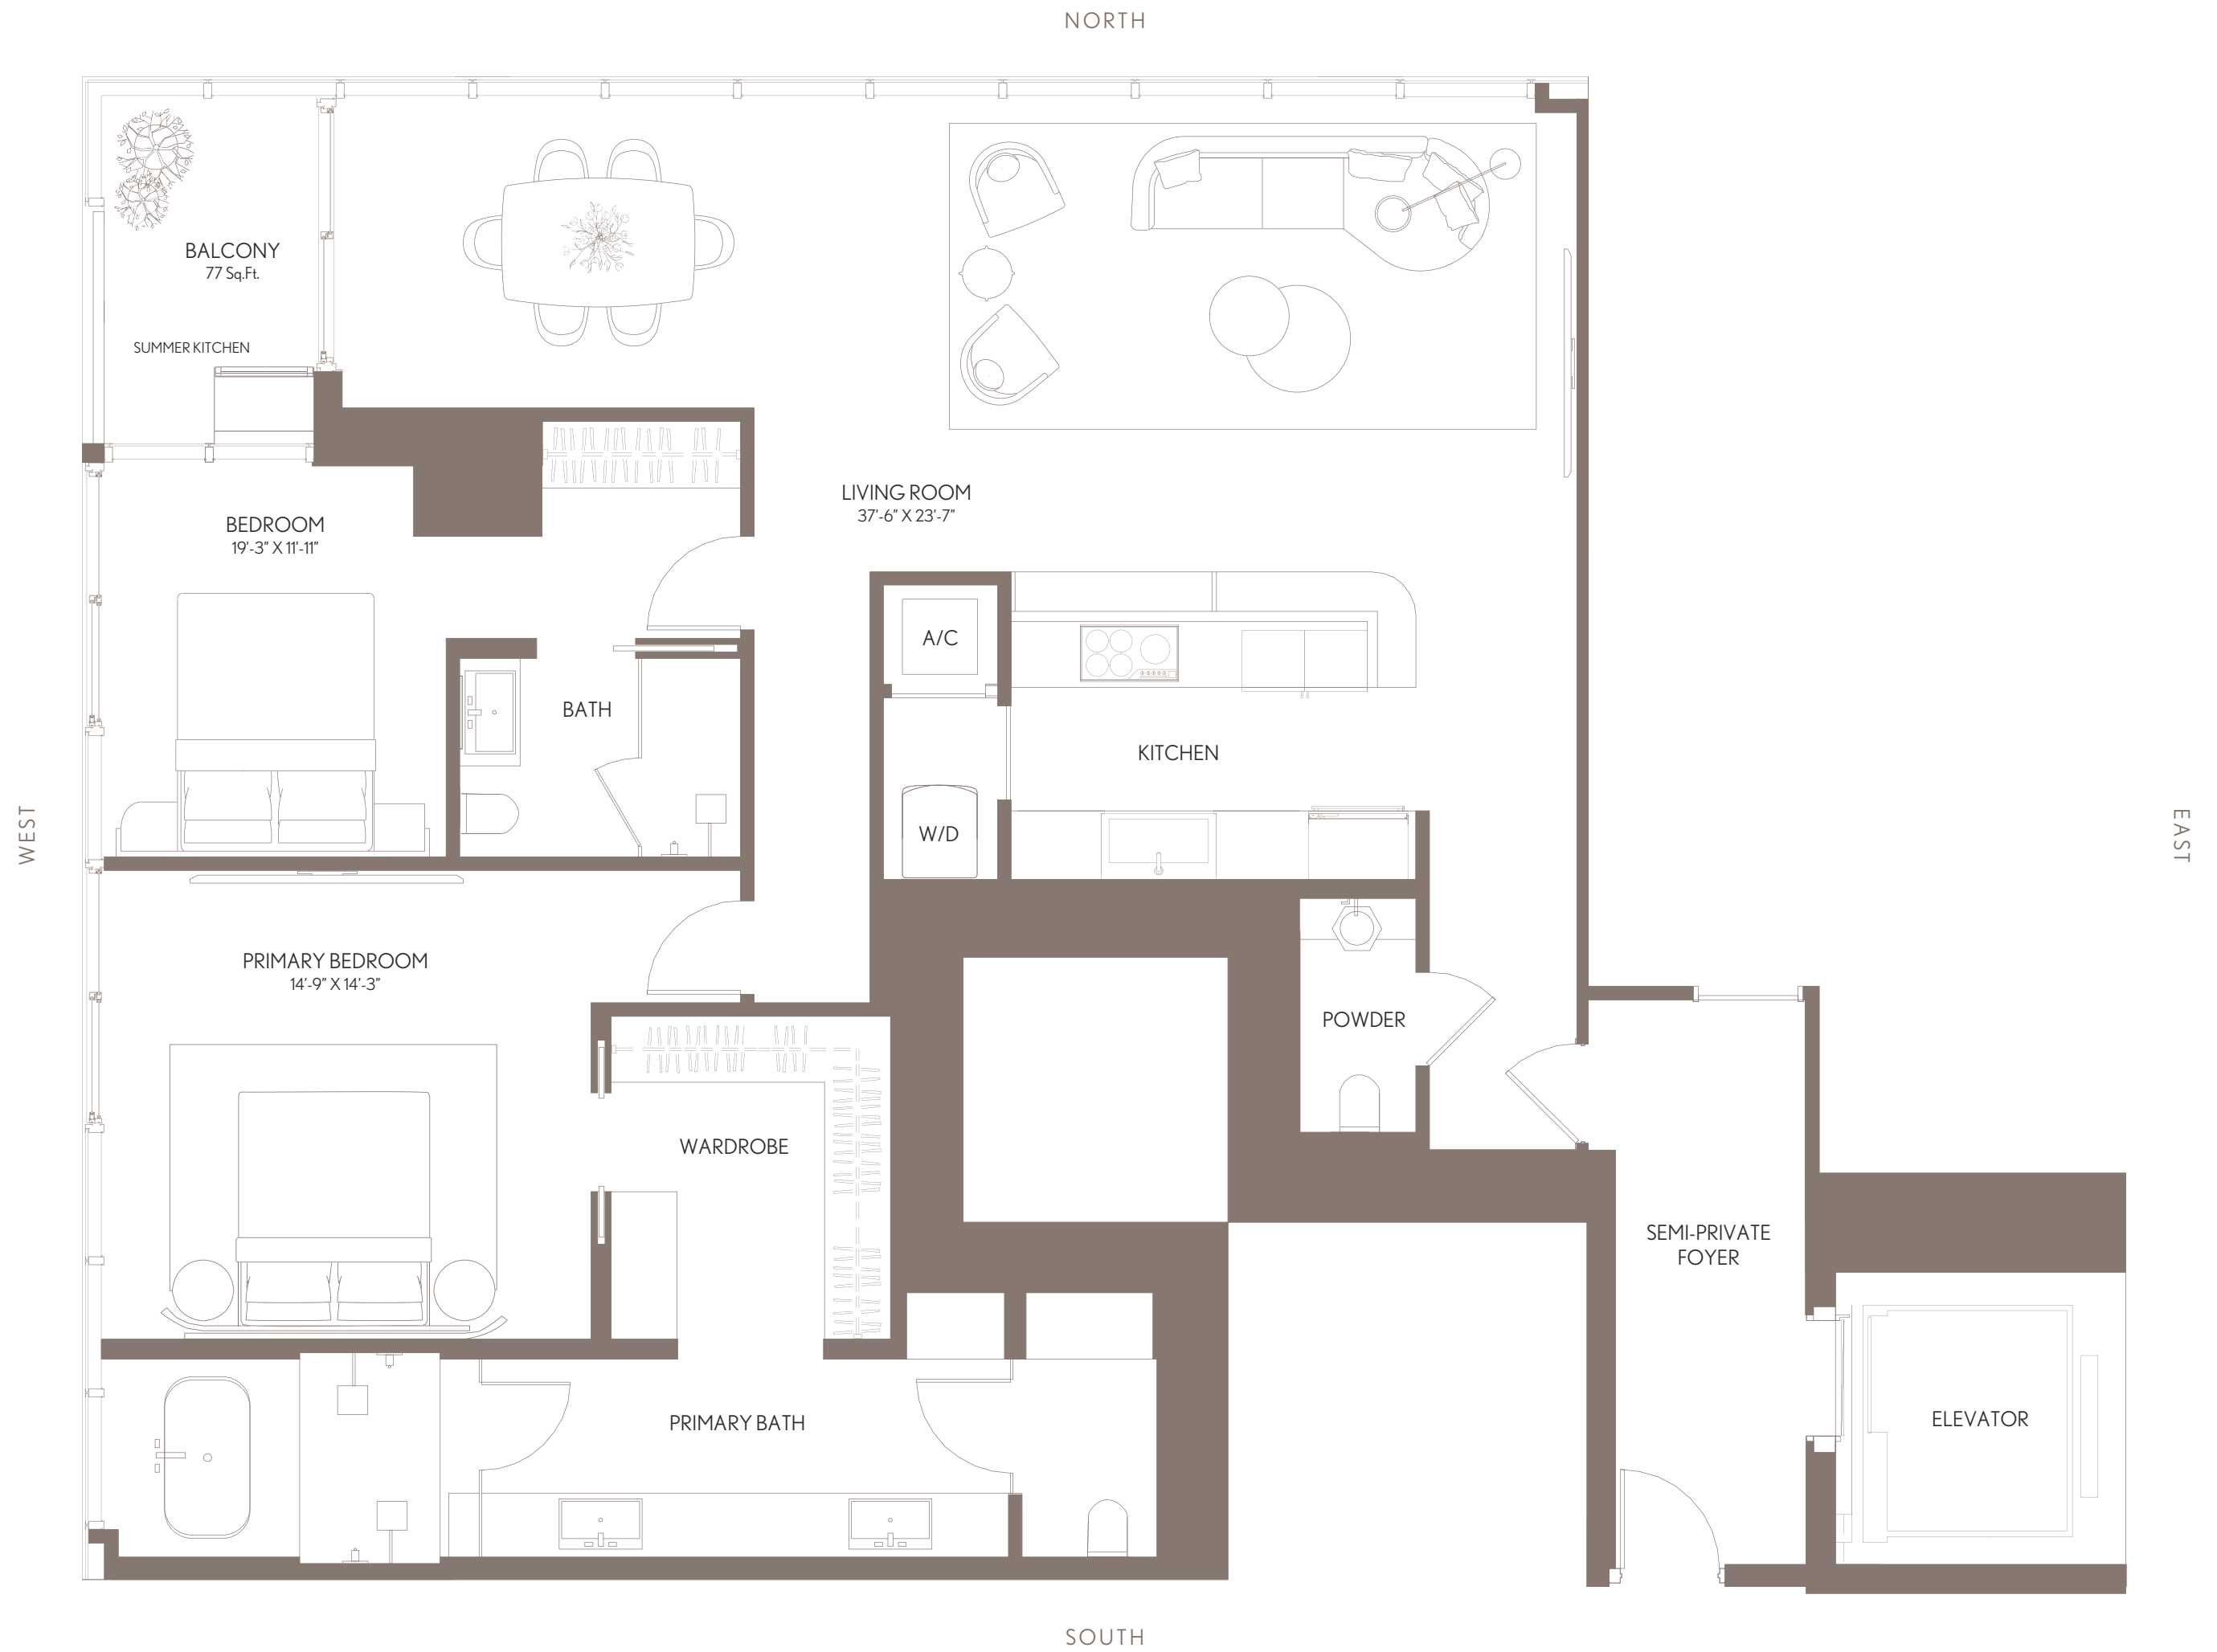 NORTH
BALCONY
77 Sq.Ft.
SUMMER KITCHEN
LIVING ROOM
37'-6" X 23'-7"
BEDROOM
19'-3" X 11'-11"
A/C
BATH
KITCHEN
WEST
W/D
EAST
PRIMARY BEDROOM
14'-9" X 14'-3"
POWDER
WARDROBE
SEMI-PRIVATE
FOYER
PRIMARY BATH
ELEVATOR
SOUTH